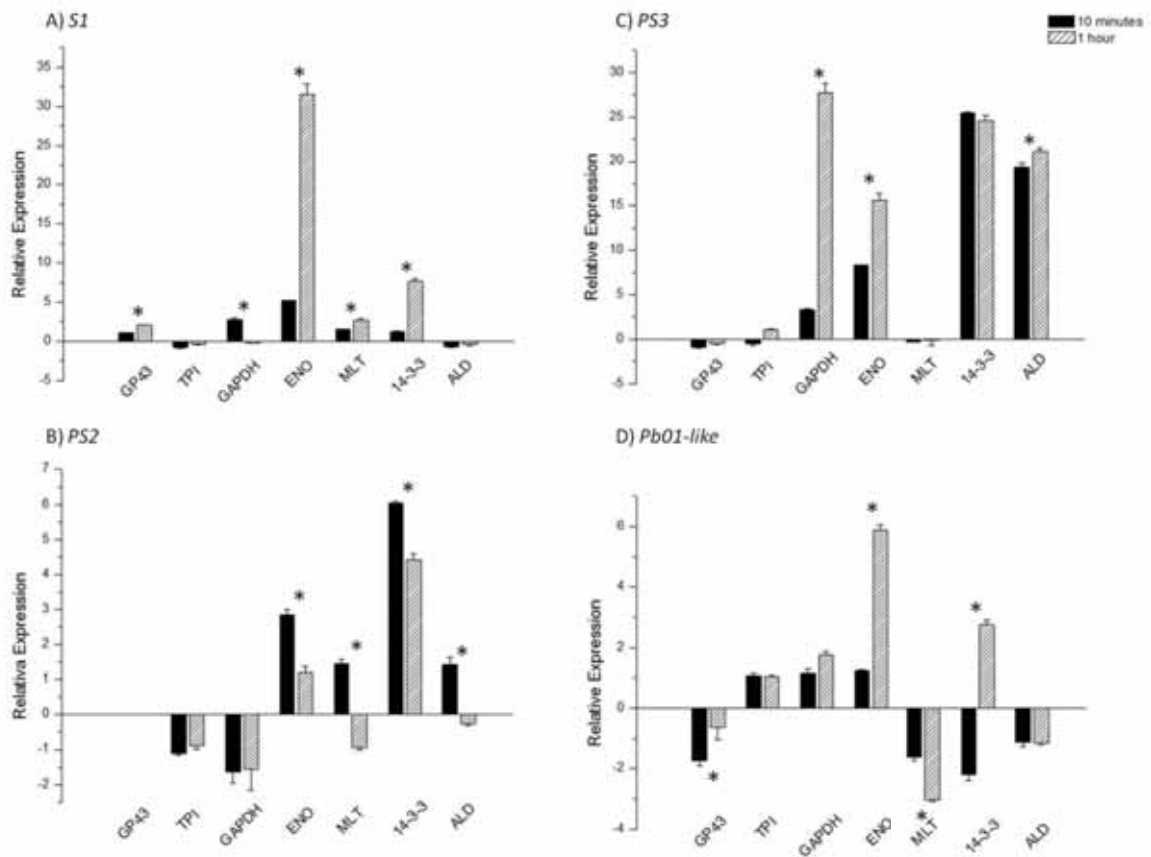 A) S1
Relative Expression
35
30
25
20
15
10
5
0
-5
*
*
*
*
*
GP43
TPI
GAPDH
ENO
MLT
14-3-3
ALD
B) PS2
Relativa Expression
7
6
5
4
3
2
1
0
-1
-2
*
*
*
*
GP43
TPI
GAPDH
ENO
MLT
14-3-3
ALD
C) PS3
10 minutes
1 hour
Relative Expression
30
25
20
15
10
5
0
-5
*
*
*
GP43
TPI
GAPDH
ENO
MLT
14-3-3
ALD
D) Pb01-like
Relative Expression
6
4
2
0
-2
-4
*
*
*
*
GP43
TPI
GAPDH
ENO
MLT
14-3-3
ALD